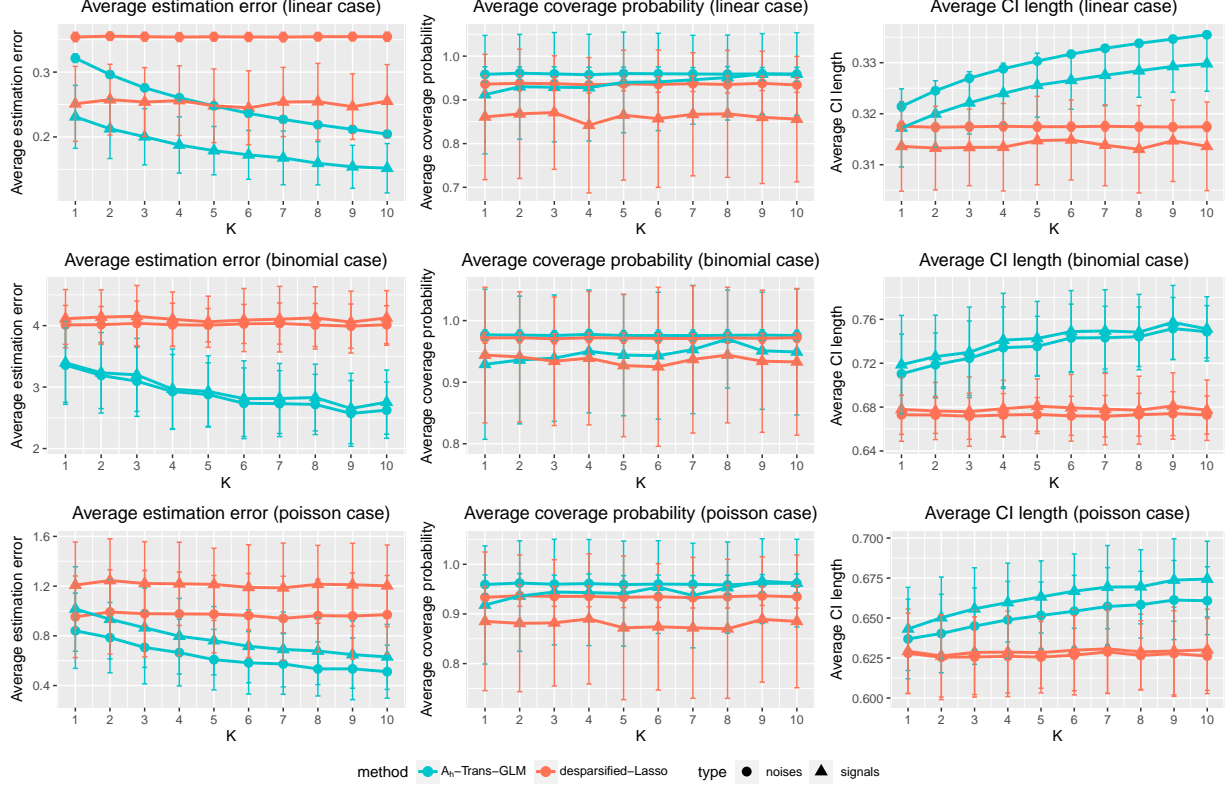 Average estimation error (linear case)
Average coverage probability (linear case)
Average CI length (linear case)
Average estimation error
0.3
0.2
1 2 3 4 5 6 7 8 9 10
K
Average coverage probability
1.0
0.9
0.8
0.7
1 2 3 4 5 6 7 8 9 10
K
Average CI length
0.33
0.32
0.31
1 2 3 4 5 6 7 8 9 10
K
Average estimation error (binomial case)
Average coverage probability (binomial case)
Average CI length (binomial case)
Average estimation error
4
3
2
1 2 3 4 5 6 7 8 9 10
K
Average coverage probability
1.0
0.9
0.8
1 2 3 4 5 6 7 8 9 10
K
Average CI length
0.76
0.72
0.68
0.64
1 2 3 4 5 6 7 8 9 10
K
Average estimation error (poisson case)
Average coverage probability (poisson case)
Average CI length (poisson case)
Average estimation error
1.6
1.2
0.8
0.4
1 2 3 4 5 6 7 8 9 10
K
Average coverage probability
1.0
0.9
0.8
1 2 3 4 5 6 7 8 9 10
K
Average CI length
0.700
0.675
0.650
0.625
0.600
1 2 3 4 5 6 7 8 9 10
K
method Aₕ−Trans−GLM desparsified−Lasso type noises signals